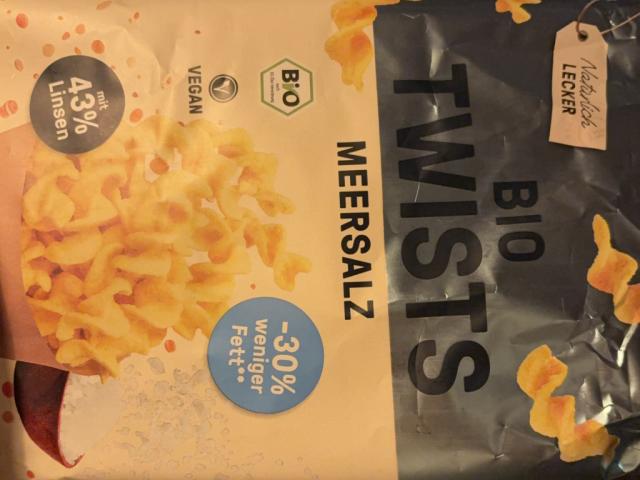 Natürlich
LECKER
BIO
TWISTS
MEERSALZ
Bio
VEGAN
mit
43%
Linsen
-30%
weniger
Fett**